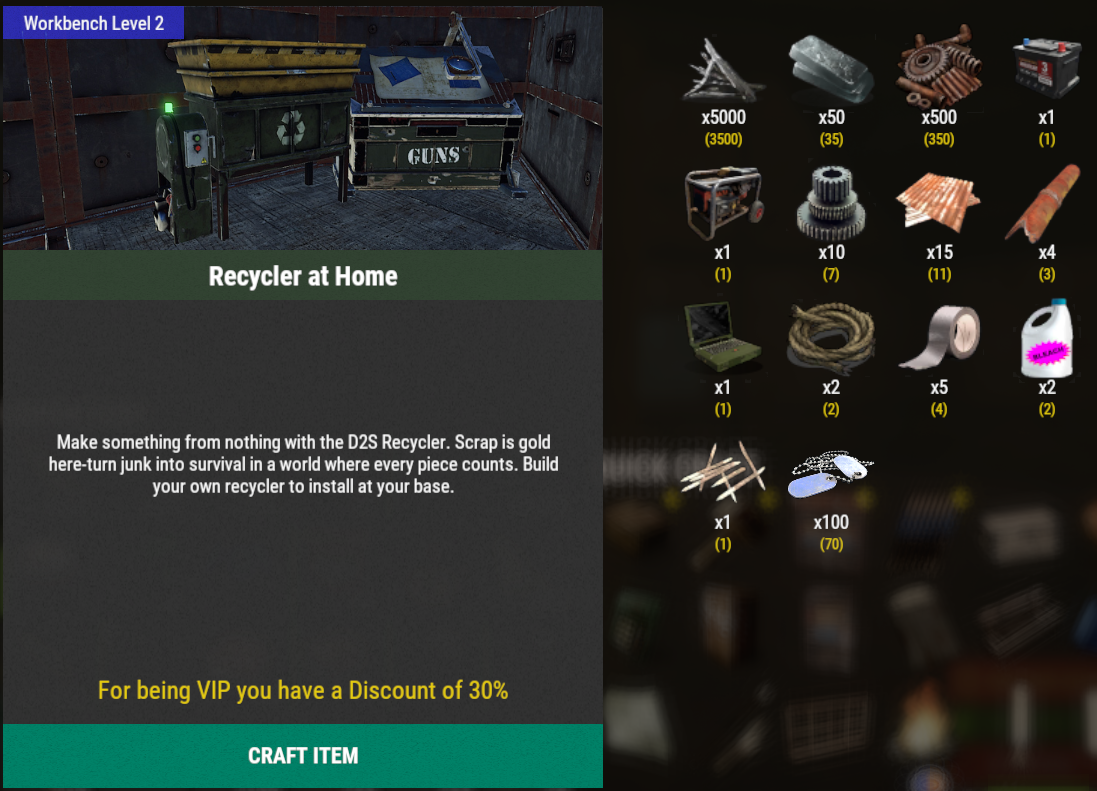 Workbench Level 2
GUNS
Recycler at Home
Make something from nothing with the D2S Recycler. Scrap is gold
here-turn junk into survival in a world where every piece counts. Build
your own recycler to install at your base.
For being VIP you have a Discount of 30%
CRAFT ITEM
x5000 x50 x500 x1
(3500) (35) (350) (1)
x1 x10 x15 x4
(1) (7) (11) (3)
BLEACH
x1 x2 x5 x2
(1) (2) (4) (2)
x1 x100
(1) (70)